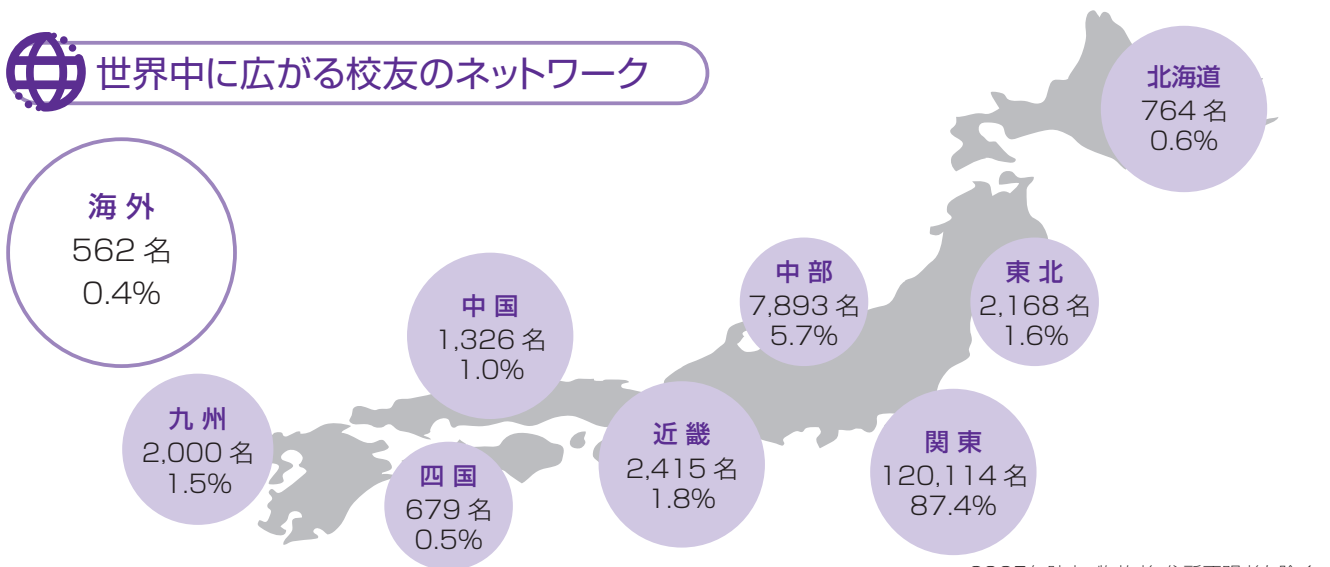 世界中に広がる校友のネットワーク
北海道
764 名
0.6%
海 外
562 名
0.4%
中 部
7,893 名
5.7%
東 北
2,168 名
1.6%
中 国
1,326 名
1.0%
九 州
2,000 名
1.5%
四 国
679 名
0.5%
近 畿
2,415 名
1.8%
関 東
120,114 名
87.4%